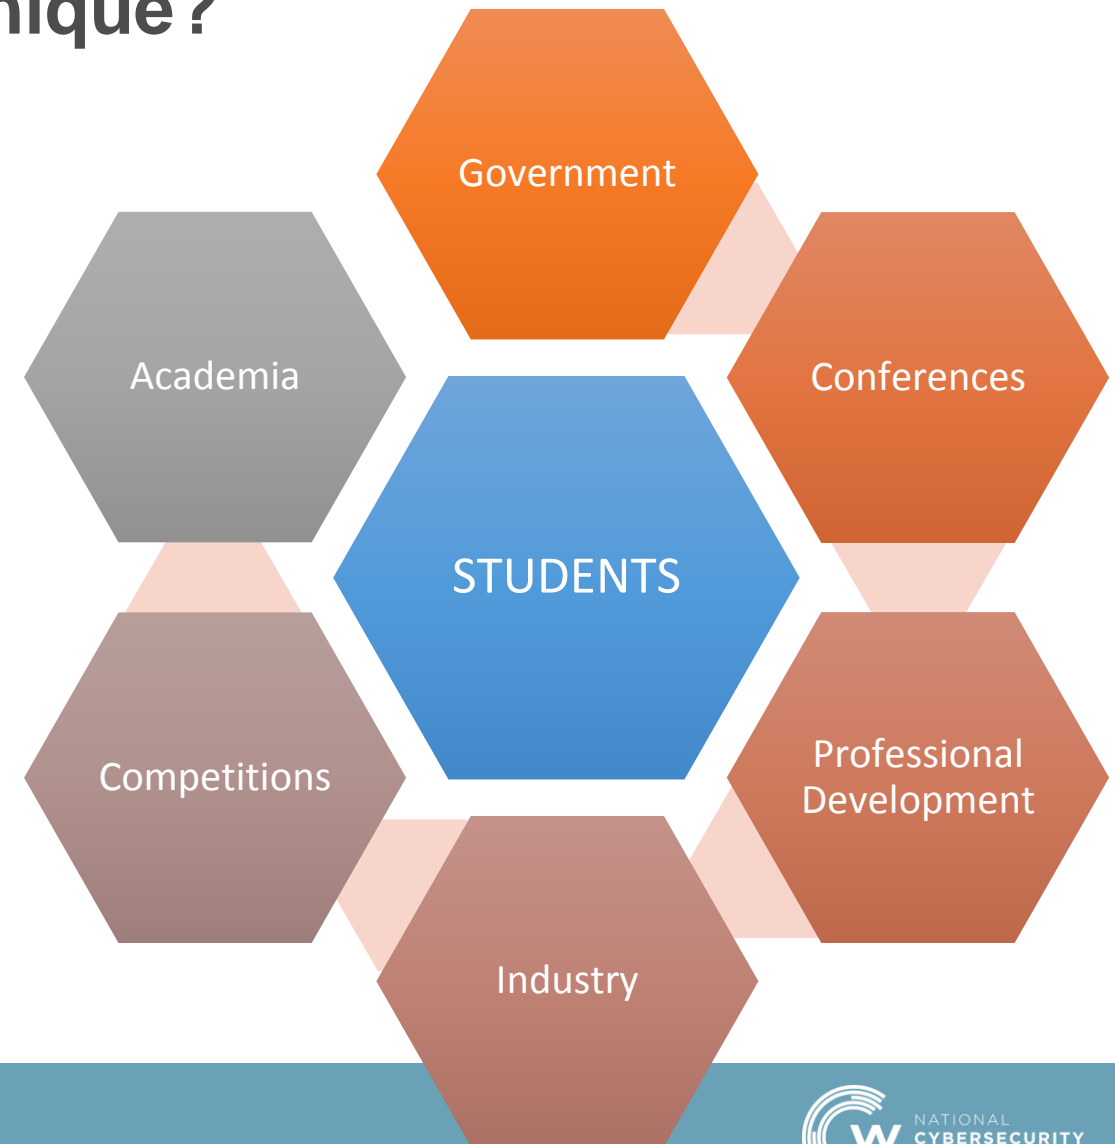 nique?
Government
Academia
Conferences
STUDENTS
Competitions
Professional
Development
Industry
W
NATIONAL
CYBERSECURITY